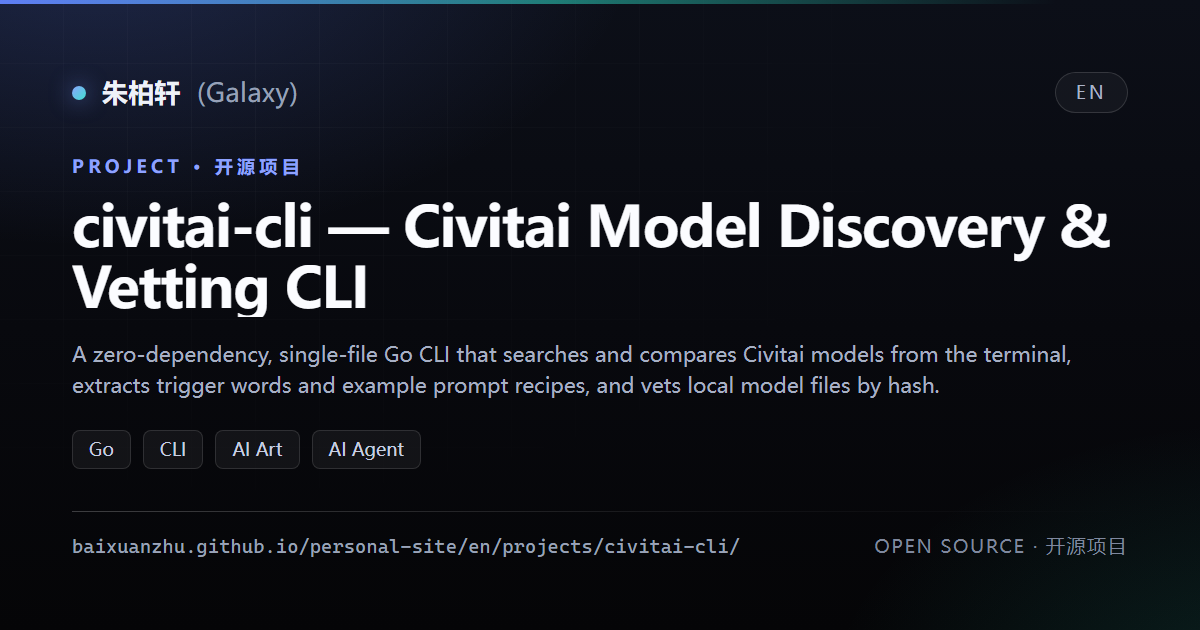 朱柏轩 (Galaxy)
EN
PROJECT • 开源项目
civitai-cli — Civitai Model Discovery &
Vetting CLI
A zero-dependency, single-file Go CLI that searches and compares Civitai models from the terminal,
extracts trigger words and example prompt recipes, and vets local model files by hash.
Go
CLI
AI Art
AI Agent
baixuanzhu.github.io/personal-site/en/projects/civitai-cli/
OPEN SOURCE · 开源项目